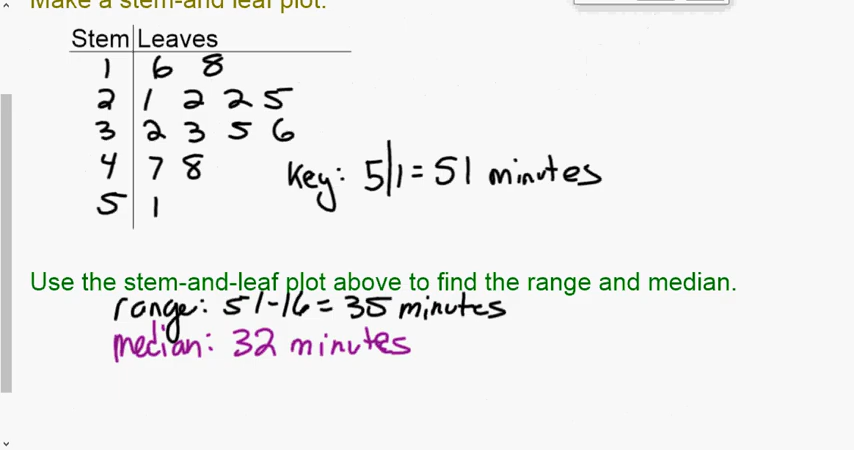 Make a stem-and leaf plot.
Stem Leaves
1 6 8
2 1 2 2 5
3 2 3 5 6
4 7 8
Key: 5|1 = 51 minutes
5 1
Use the stem-and-leaf plot above to find the range and median.
range: 51-16 = 35 minutes
median: 32 minutes